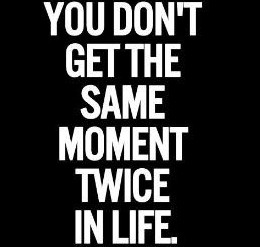 YOU DON'T
GET THE
SAME
MOMENT
TWICE
IN LIFE.